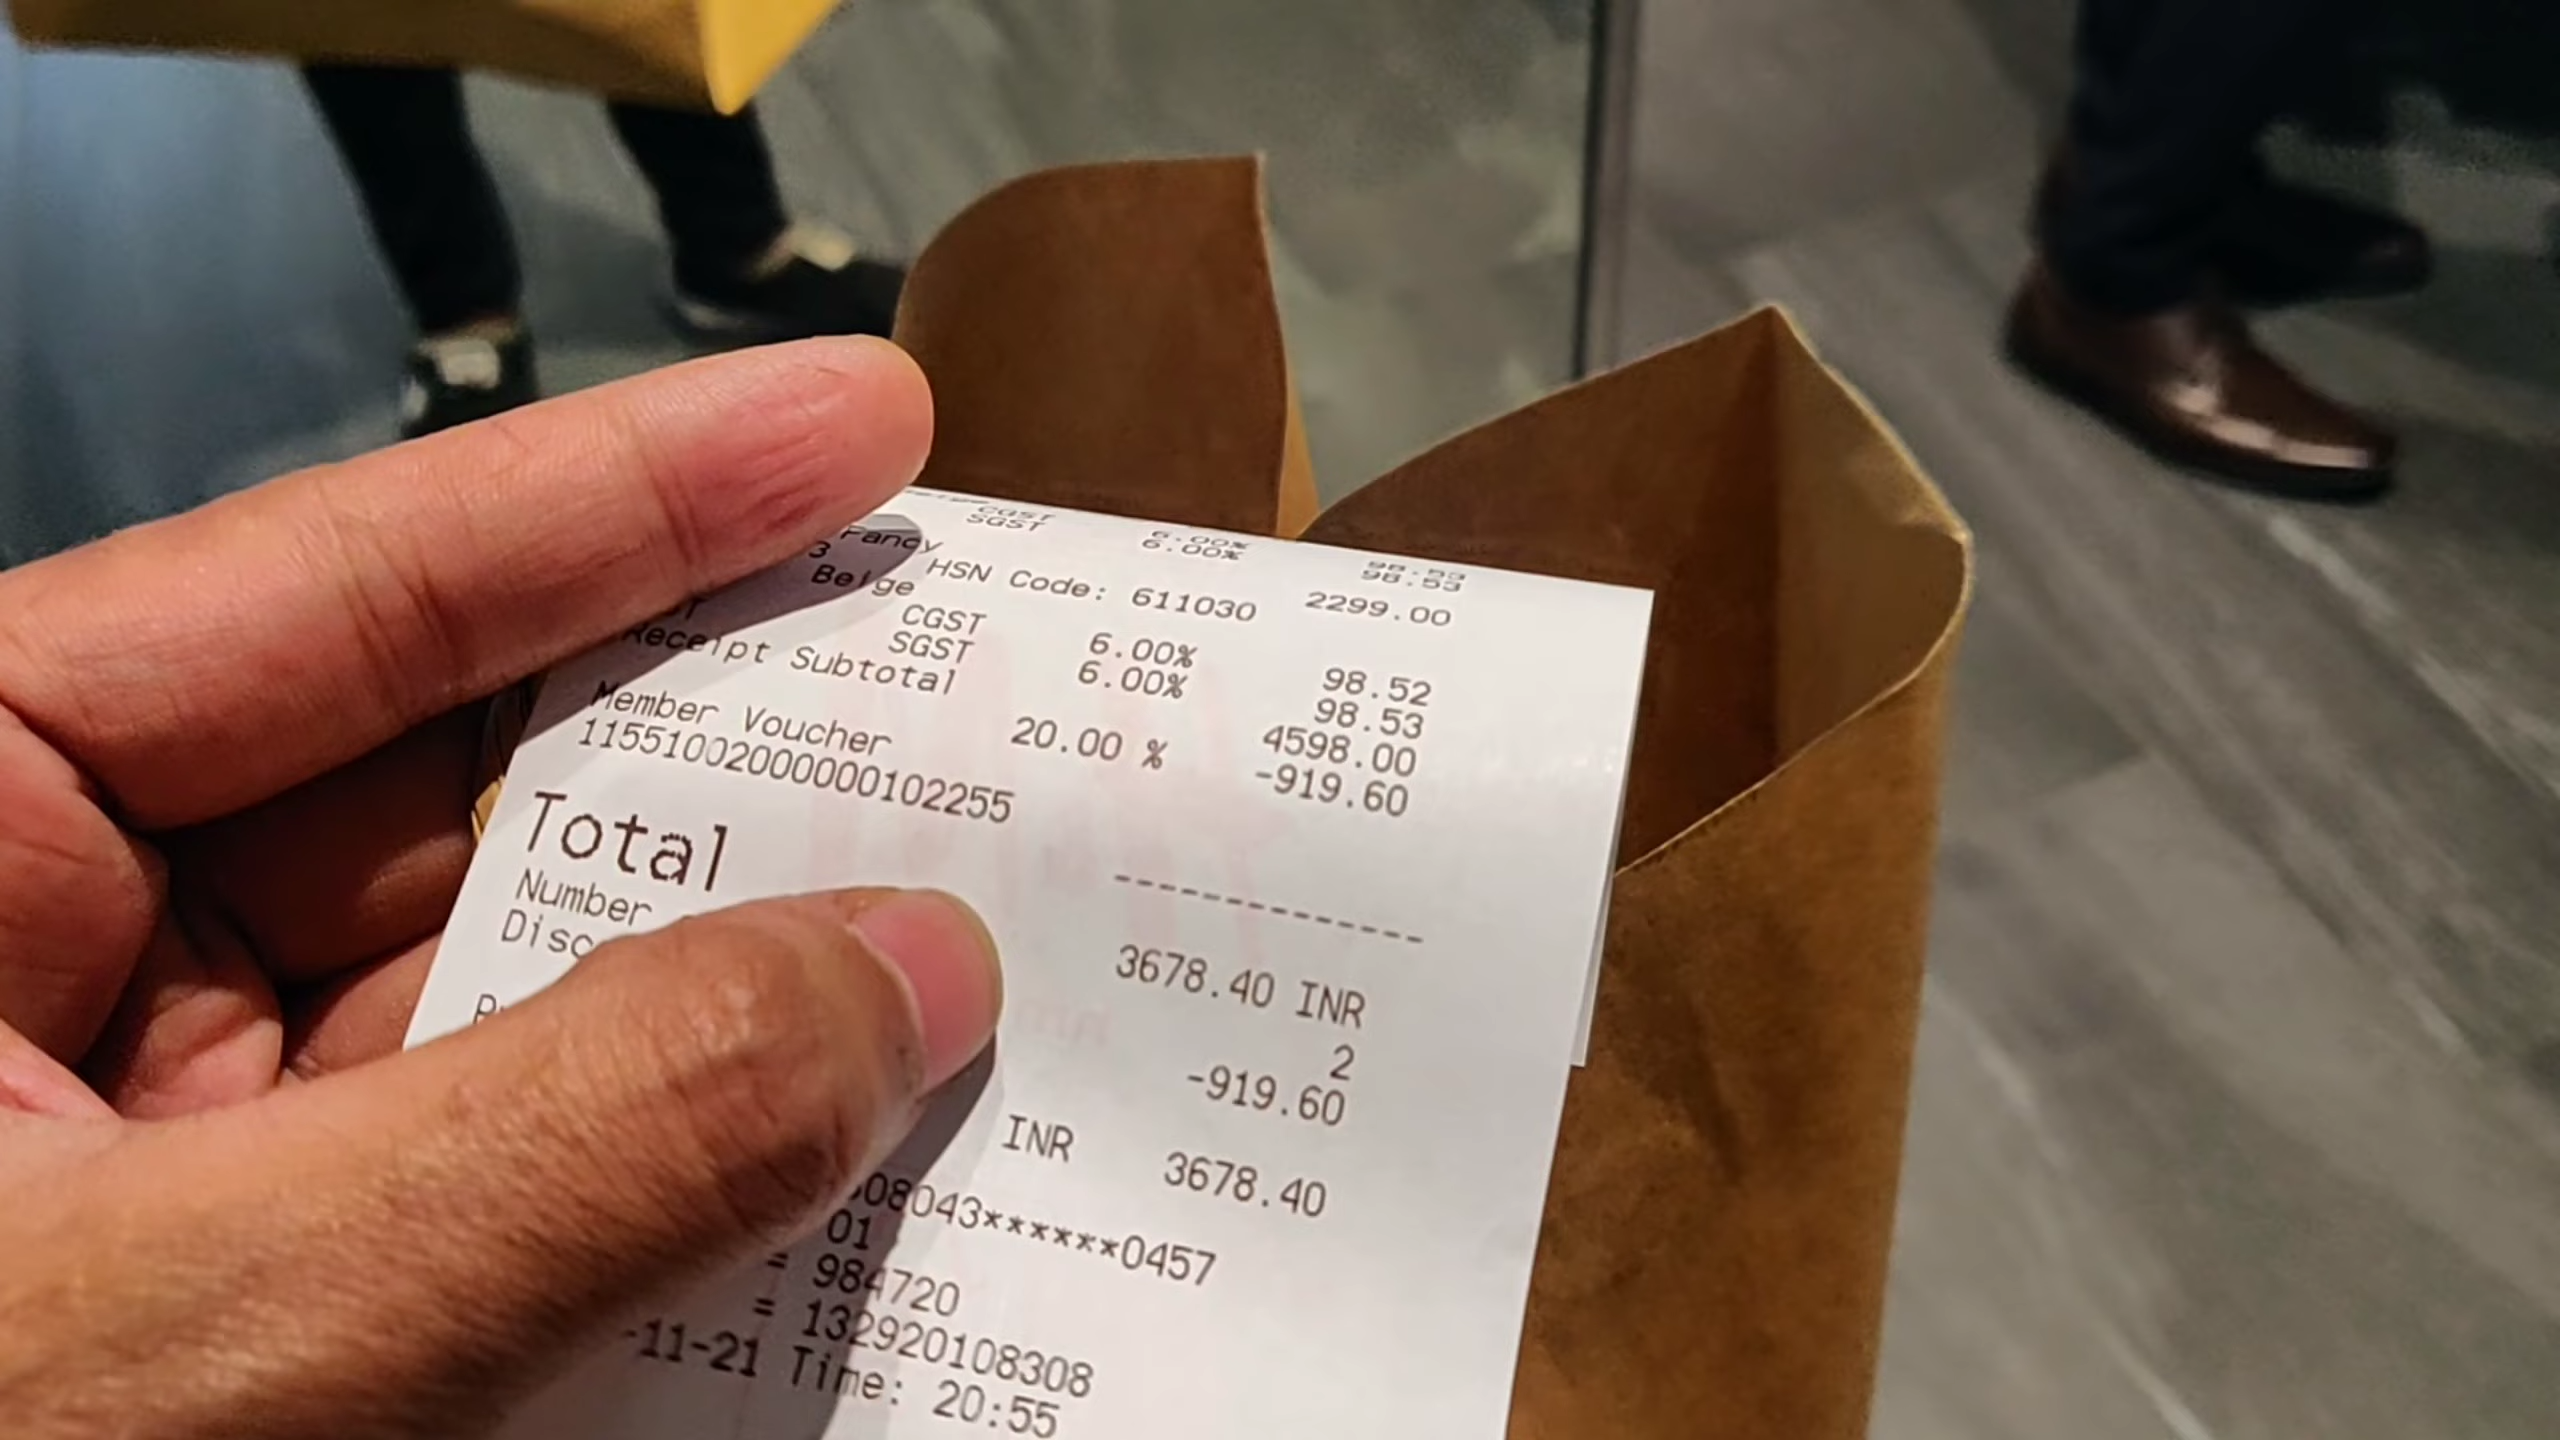 CGST 6.00% 98.53
SGST 6.00% 98.53
Fancy HSN Code: 611030 2299.00
3
Beige
CGST 6.00% 98.52
SGST 6.00% 98.53
Receipt Subtotal 4598.00
Member Voucher 20.00 % -919.60
1155100200000010225​5
Total 3678.40 INR
Number 2
-919.60
INR 3678.40
08043******0457
01
= 984720
= 132920108308
-11-21 Time: 20:55